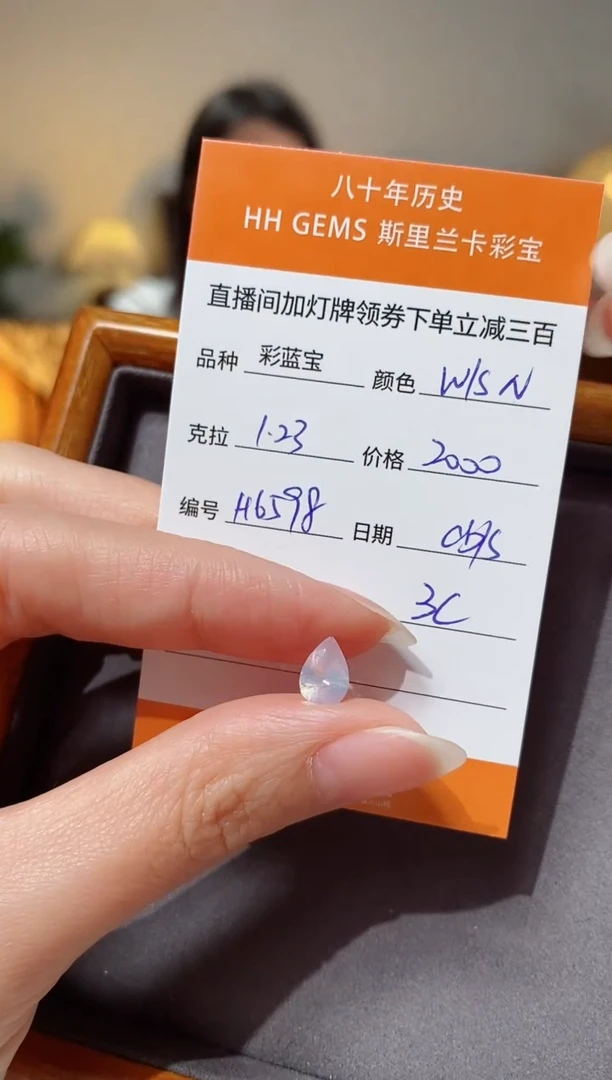 八十年历史
HH GEMS 斯里兰卡彩宝
直播间加灯牌领券下单立减三百
品种 彩蓝宝 颜色 W/S N
克拉 1.23 价格 2000
编号 H6598 日期
3C